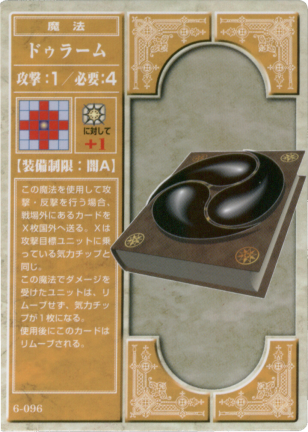 魔法
ドゥラーム
攻撃:1/必要:4
に対して
+1
【装備制限:闇A】
この魔法を使用して攻
撃・反撃を行う場合、
戦場外にあるカードを
X枚国外へ送る。Xは
攻撃目標ユニットに乗
っている気力チップと
同じ。
この魔法でダメージを
受けたユニットは、リ
ムーブせず、気力チッ
プが1枚になる。
使用後にこのカードは
リムーブされる。
6-096